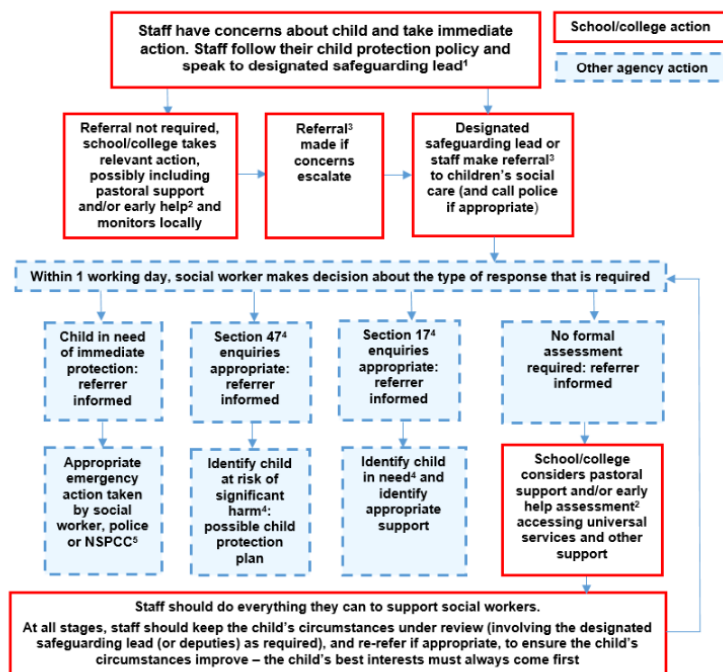 Staff have concerns about child and take immediate
action. Staff follow their child protection policy and
speak to designated safeguarding lead¹
School/college action
Other agency action
Referral not required,
school/college takes
relevant action,
possibly including
pastoral support
and/or early help² and
monitors locally
Referral³
made if
concerns
escalate
Designated
safeguarding lead or
staff make referral³
to children's social
care (and call police
if appropriate)
Within 1 working day, social worker makes decision about the type of response that is required
Child in need
of immediate
protection:
referrer
informed
Section 47⁴
enquiries
appropriate:
referrer
informed
Section 17⁴
enquiries
appropriate:
referrer
informed
No formal
assessment
required: referrer
informed
Appropriate
emergency
action taken
by social
worker, police
or NSPCC⁵
Identify child
at risk of
significant
harm⁴:
possible child
protection
plan
Identify child
in need⁴ and
identify
appropriate
support
School/college
considers pastoral
support and/or early
help assessment²
accessing universal
services and other
support
Staff should do everything they can to support social workers.
At all stages, staff should keep the child's circumstances under review (involving the designated
safeguarding lead (or deputies) as required), and re-refer if appropriate, to ensure the child's
circumstances improve – the child's best interests must always come first